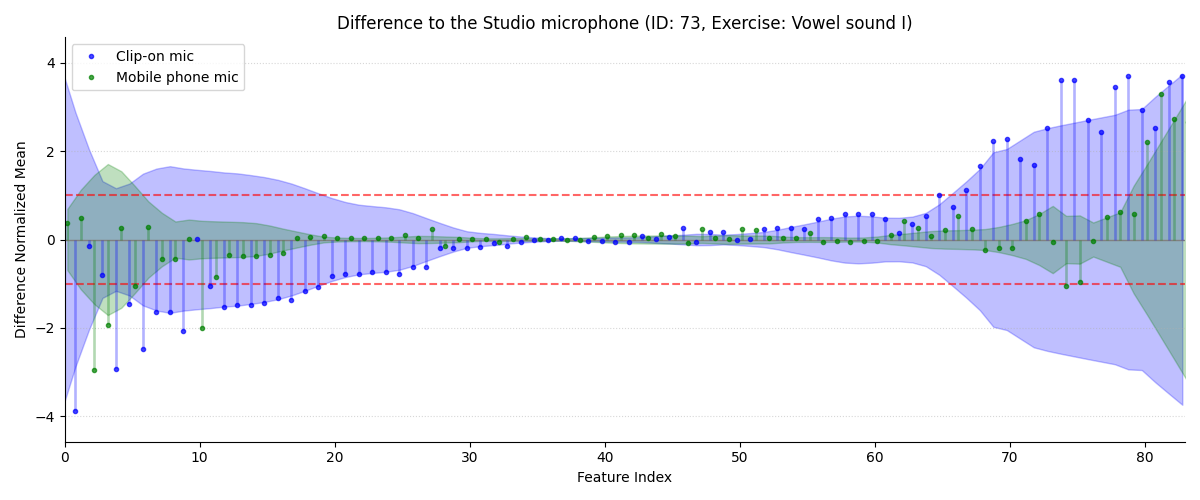 Difference to the Studio microphone (ID: 73, Exercise: Vowel sound I)
Clip-on mic
Mobile phone mic
Difference Normalized Mean
4
2
0
−2
−4
0 10 20 30 40 50 60 70 80
Feature Index